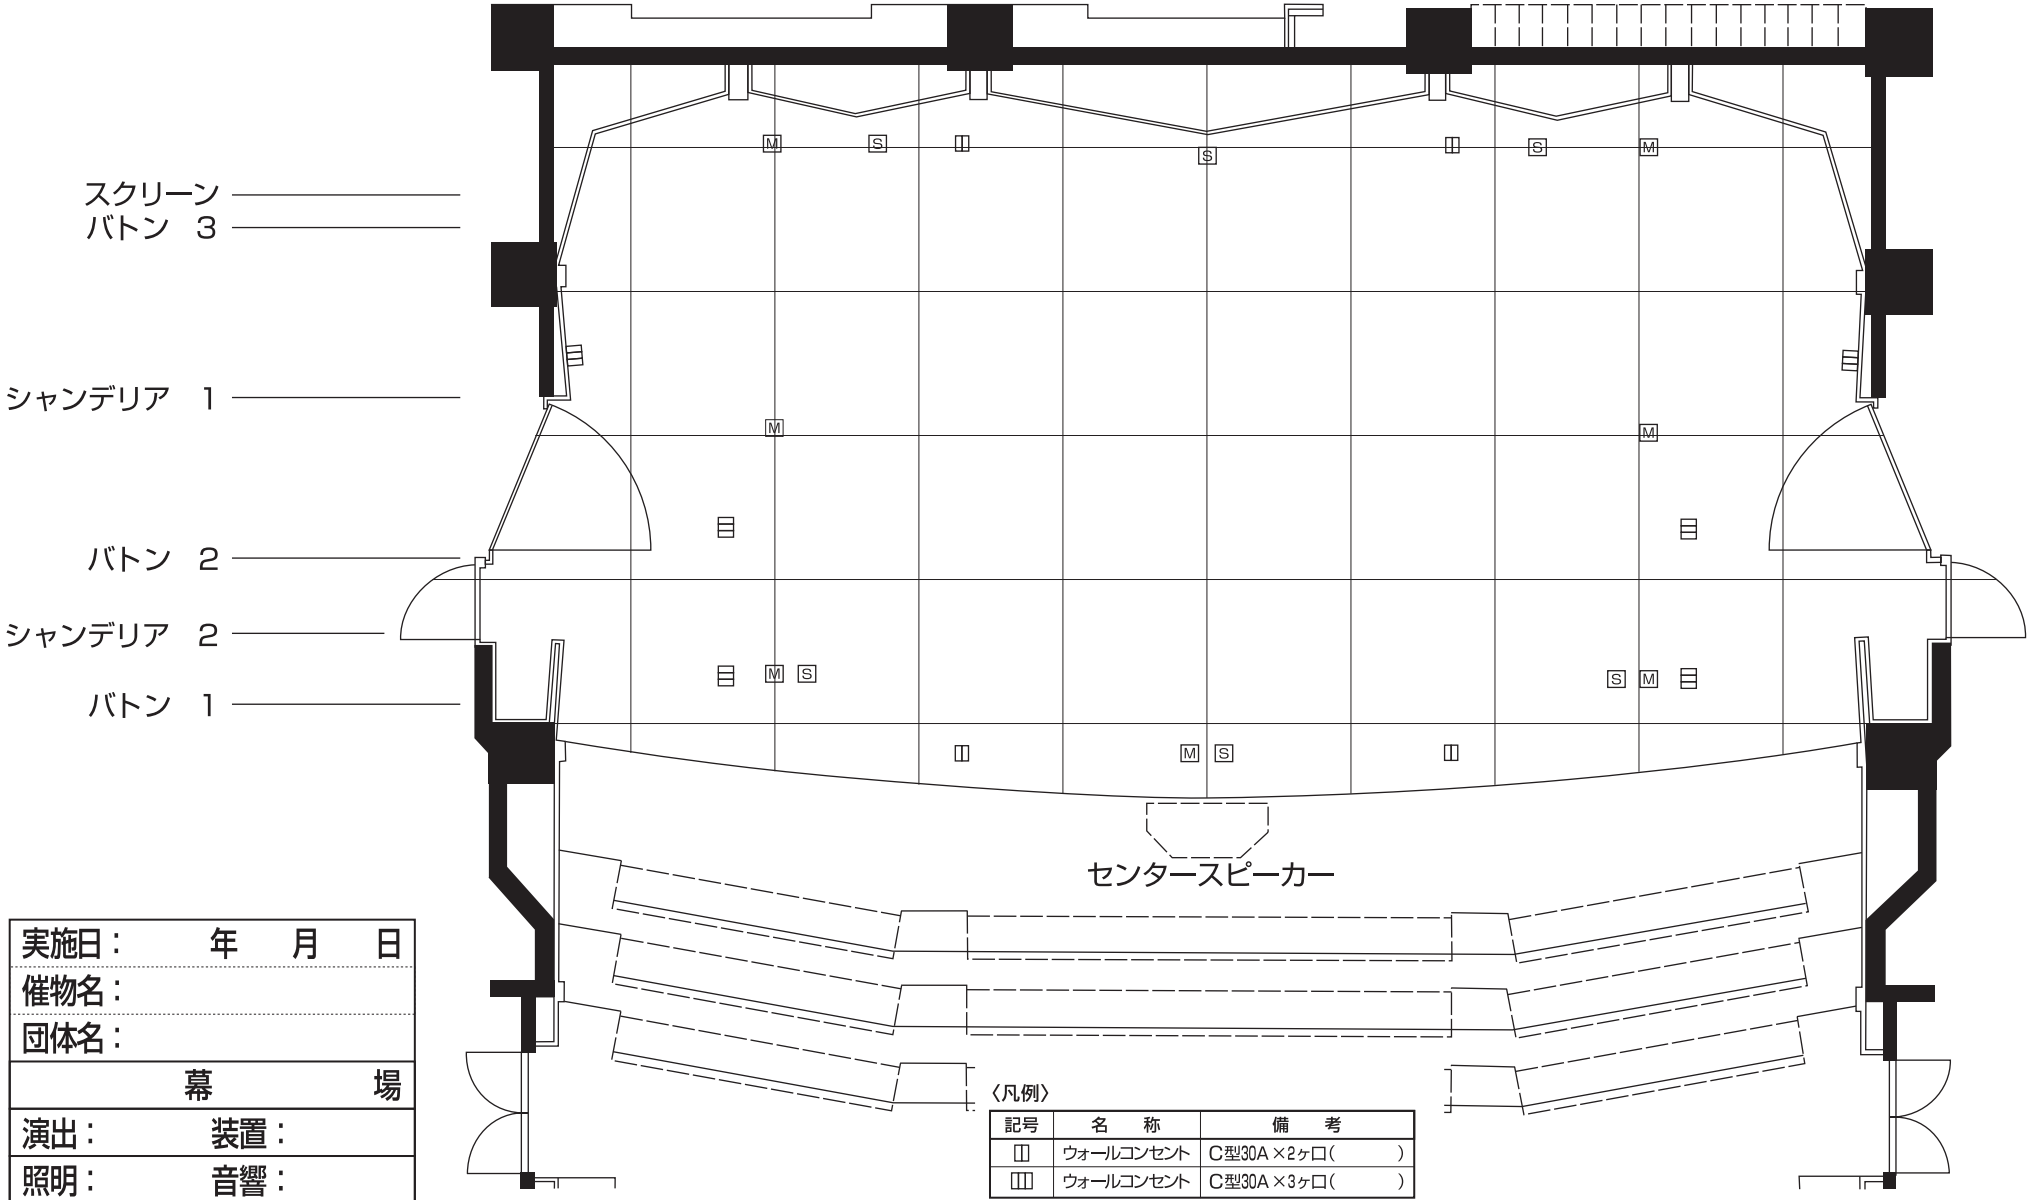 M S S S M
スクリーン
バトン 3
シャンデリア 1
M M
バトン 2
シャンデリア 2
M S S M
バトン 1
M S
センタースピーカ
実施日： 年 月 日
催物名：
団体名：
幕 場
演出： 装置：
照明： 音響：
〈凡例〉
記号 名 称 備 考
ウォールコンセント C型30A×2ヶ口( )
ウォールコンセント C型30A×3ヶ口( )